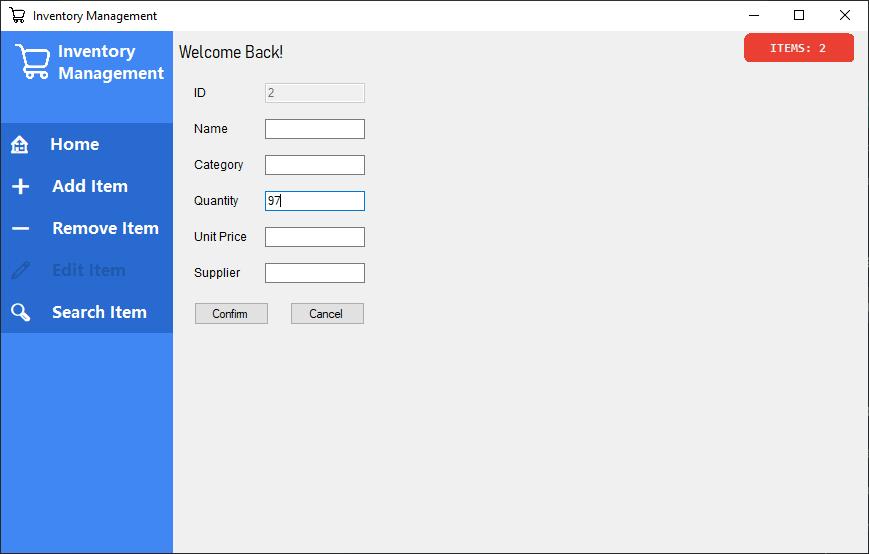 Inventory Management
Inventory
Management
Welcome Back!
ITEMS: 2
Home
Add Item
Remove Item
Edit Item
Search Item
ID 2
Name
Category
Quantity 97
Unit Price
Supplier
Confirm Cancel